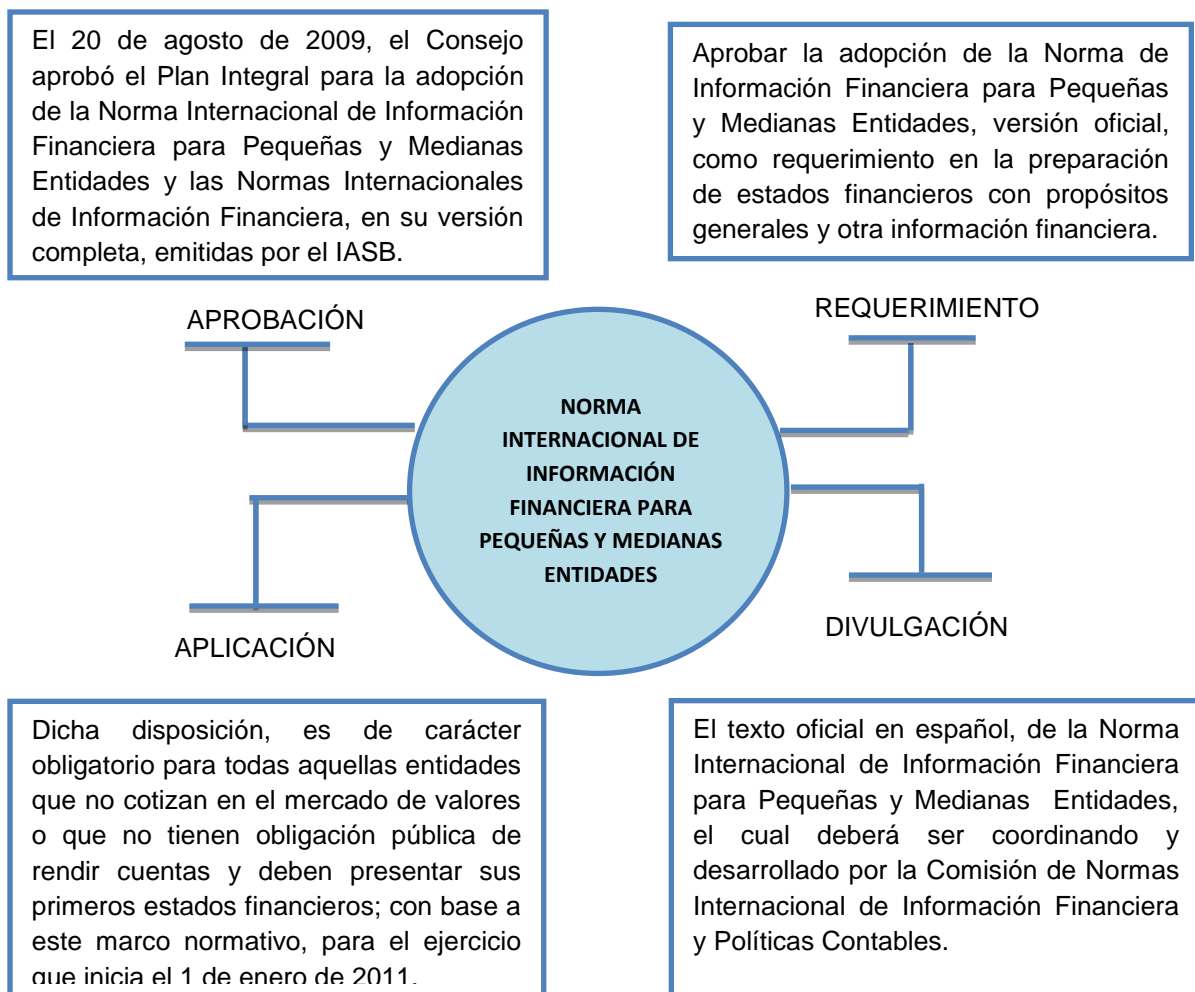 El 20 de agosto de 2009, el Consejo
aprobó el Plan Integral para la adopción
de la Norma Internacional de Información
Financiera para Pequeñas y Medianas
Entidades y las Normas Internacionales
de Información Financiera, en su versión
completa, emitidas por el IASB.
Aprobar la adopción de la Norma de
Información Financiera para Pequeñas
y Medianas Entidades, versión oficial,
como requerimiento en la preparación
de estados financieros con propósitos
generales y otra información financiera.
APROBACIÓN
REQUERIMIENTO
NORMA
INTERNACIONAL DE
INFORMACIÓN
FINANCIERA PARA
PEQUEÑAS Y MEDIANAS
ENTIDADES
APLICACIÓN
DIVULGACIÓN
Dicha disposición, es de carácter
obligatorio para todas aquellas entidades
que no cotizan en el mercado de valores
o que no tienen obligación pública de
rendir cuentas y deben presentar sus
primeros estados financieros; con base a
este marco normativo, para el ejercicio
que inicia el 1 de enero de 2011.
El texto oficial en español, de la Norma
Internacional de Información Financiera
para Pequeñas y Medianas Entidades,
el cual deberá ser coordinando y
desarrollado por la Comisión de Normas
Internacional de Información Financiera
y Políticas Contables.